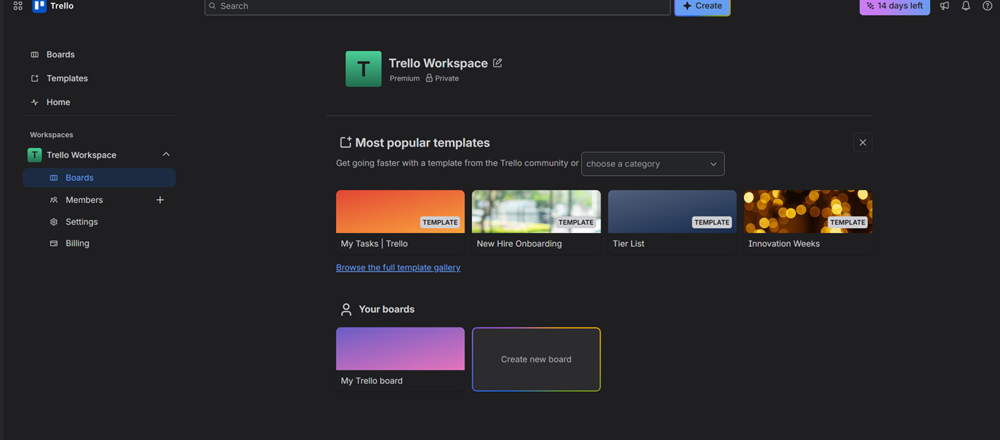 Trello
Search
Create
14 days left
Boards
Templates
Home
Workspaces
T Trello Workspace
Boards
Members
Settings
Billing
T
Trello Workspace
Premium Private
Most popular templates
Get going faster with a template from the Trello community or choose a category
TEMPLATE
My Tasks | Trello
TEMPLATE
New Hire Onboarding
TEMPLATE
Tier List
TEMPLATE
Innovation Weeks
Browse the full template gallery
Your boards
My Trello board
Create new board